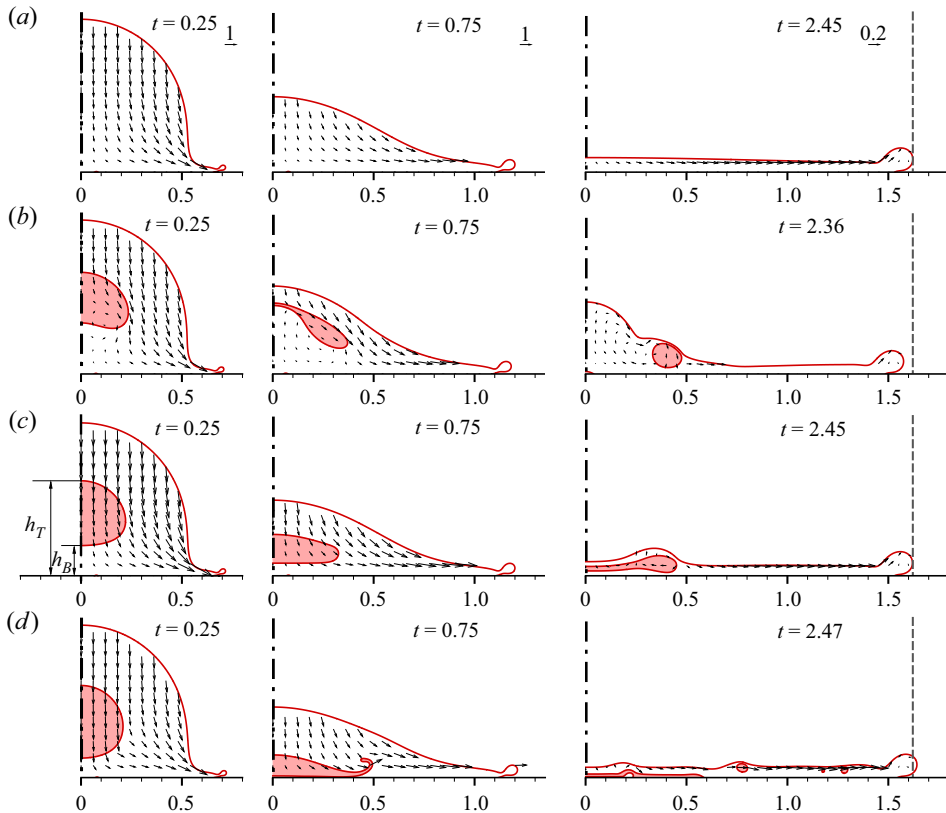 (a) t = 0.25 1 t = 0.75 1 t = 2.45 0.2
0 0.5 0 0.5 1.0 0 0.5 1.0 1.5
(b) t = 0.25 t = 0.75 t = 2.36
0 0.5 0 0.5 1.0 0 0.5 1.0 1.5
(c) t = 0.25 t = 0.75 t = 2.45
h_T
h_B
0 0.5 0 0.5 1.0 0 0.5 1.0 1.5
(d) t = 0.25 t = 0.75 t = 2.47
0 0.5 0 0.5 1.0 0 0.5 1.0 1.5